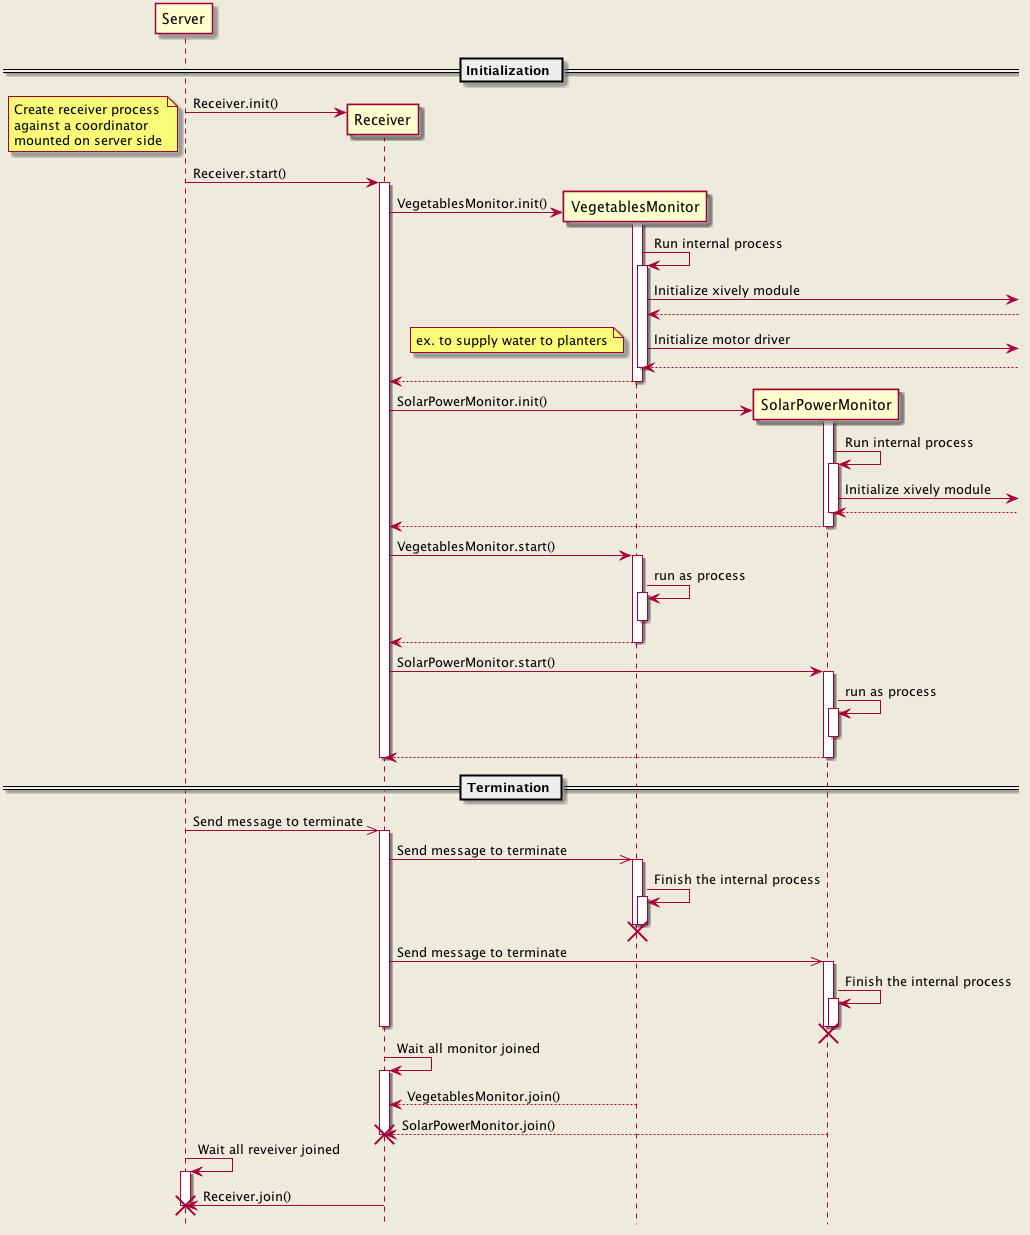 Server
Initialization
Create receiver process
against a coordinator
mounted on server side
Receiver.init()
Receiver
Receiver.start()
VegetablesMonitor.init()
VegetablesMonitor
Run internal process
Initialize xively module
ex. to supply water to planters
Initialize motor driver
SolarPowerMonitor.init()
SolarPowerMonitor
Run internal process
Initialize xively module
VegetablesMonitor.start()
run as process
SolarPowerMonitor.start()
run as process
Termination
Send message to terminate
Send message to terminate
Finish the internal process
Send message to terminate
Finish the internal process
Wait all monitor joined
VegetablesMonitor.join()
SolarPowerMonitor.join()
Wait all reveiver joined
Receiver.join()